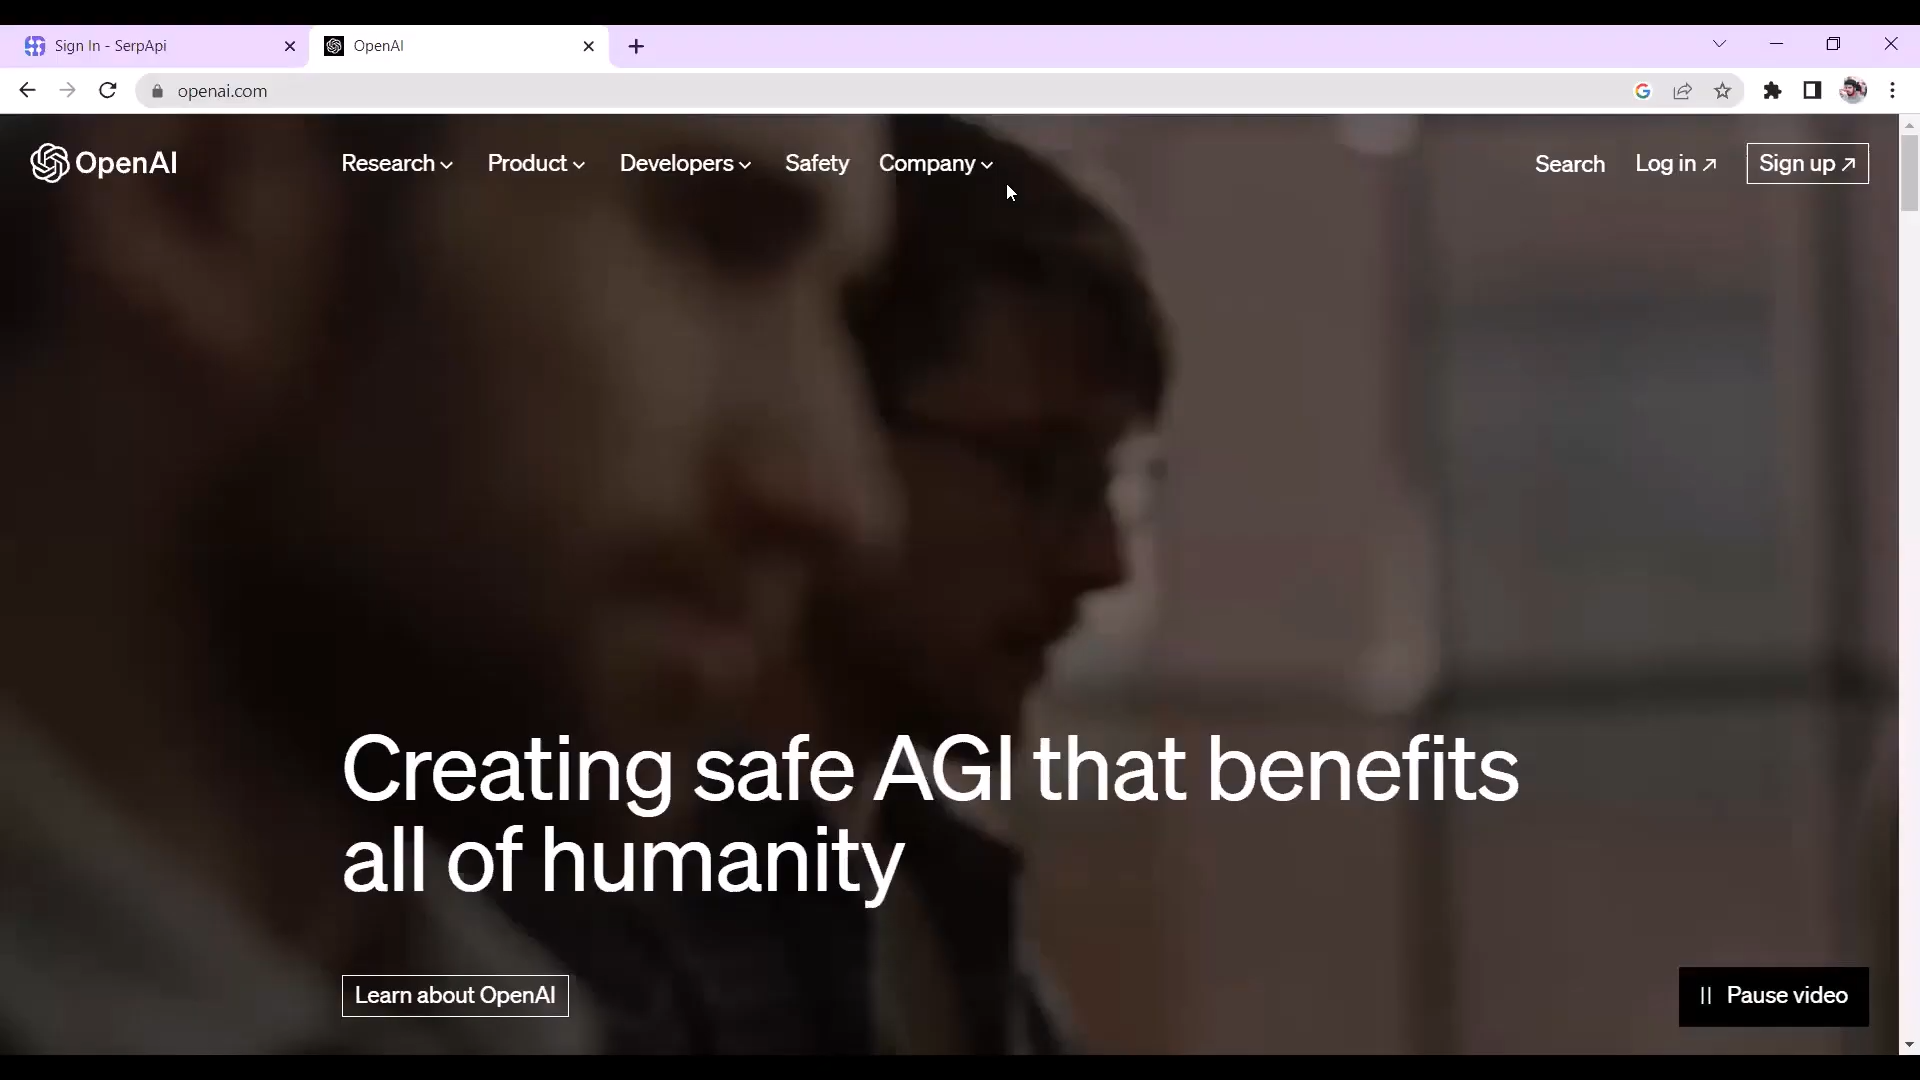 Sign In - SerpApi
OpenAI
openai.com
OpenAI
Research
Product
Developers
Safety
Company
Search
Log in
Sign up
Creating safe AGI that benefits
all of humanity
Learn about OpenAI
Pause video